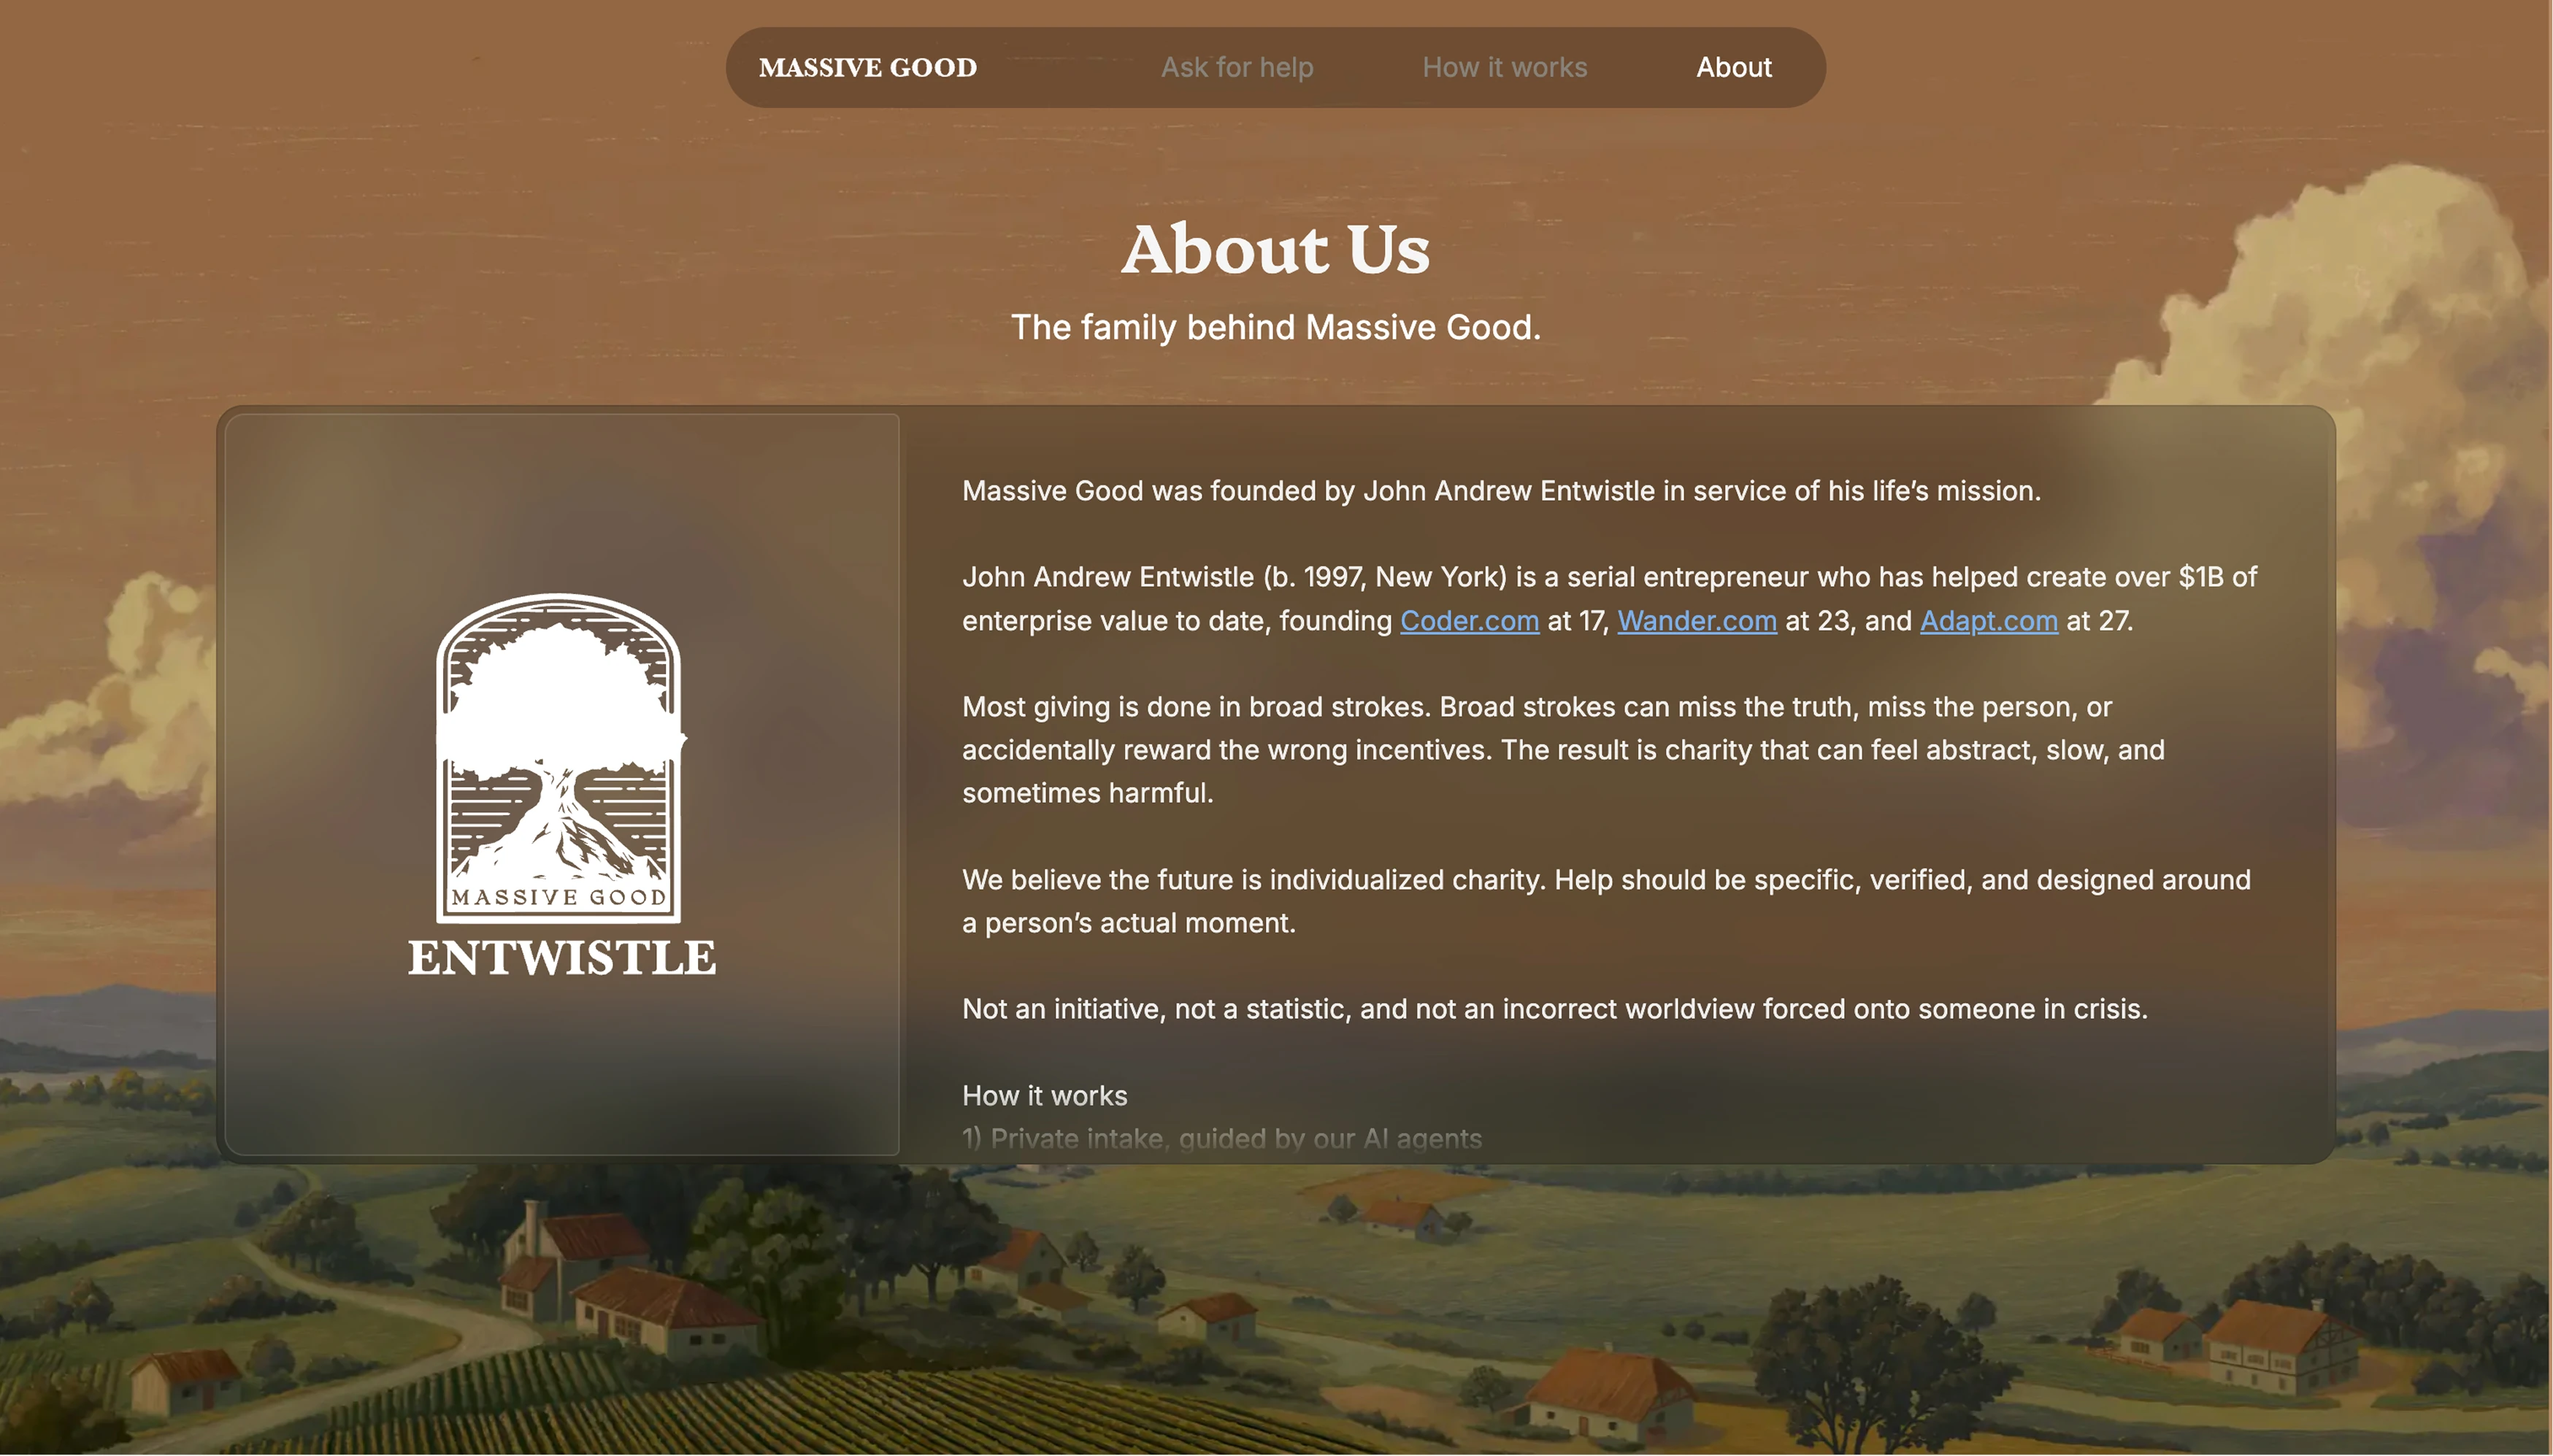 MASSIVE GOOD
Ask for help
How it works
About
About Us
The family behind Massive Good.
MASSIVE GOOD
ENTWISTLE
Massive Good was founded by John Andrew Entwistle in service of his life’s mission.
John Andrew Entwistle (b. 1997, New York) is a serial entrepreneur who has helped create over $1B of
enterprise value to date, founding Coder.com at 17, Wander.com at 23, and Adapt.com at 27.
Most giving is done in broad strokes. Broad strokes can miss the truth, miss the person, or
accidentally reward the wrong incentives. The result is charity that can feel abstract, slow, and
sometimes harmful.
We believe the future is individualized charity. Help should be specific, verified, and designed around
a person’s actual moment.
Not an initiative, not a statistic, and not an incorrect worldview forced onto someone in crisis.
How it works
1) Private intake, guided by our AI agents